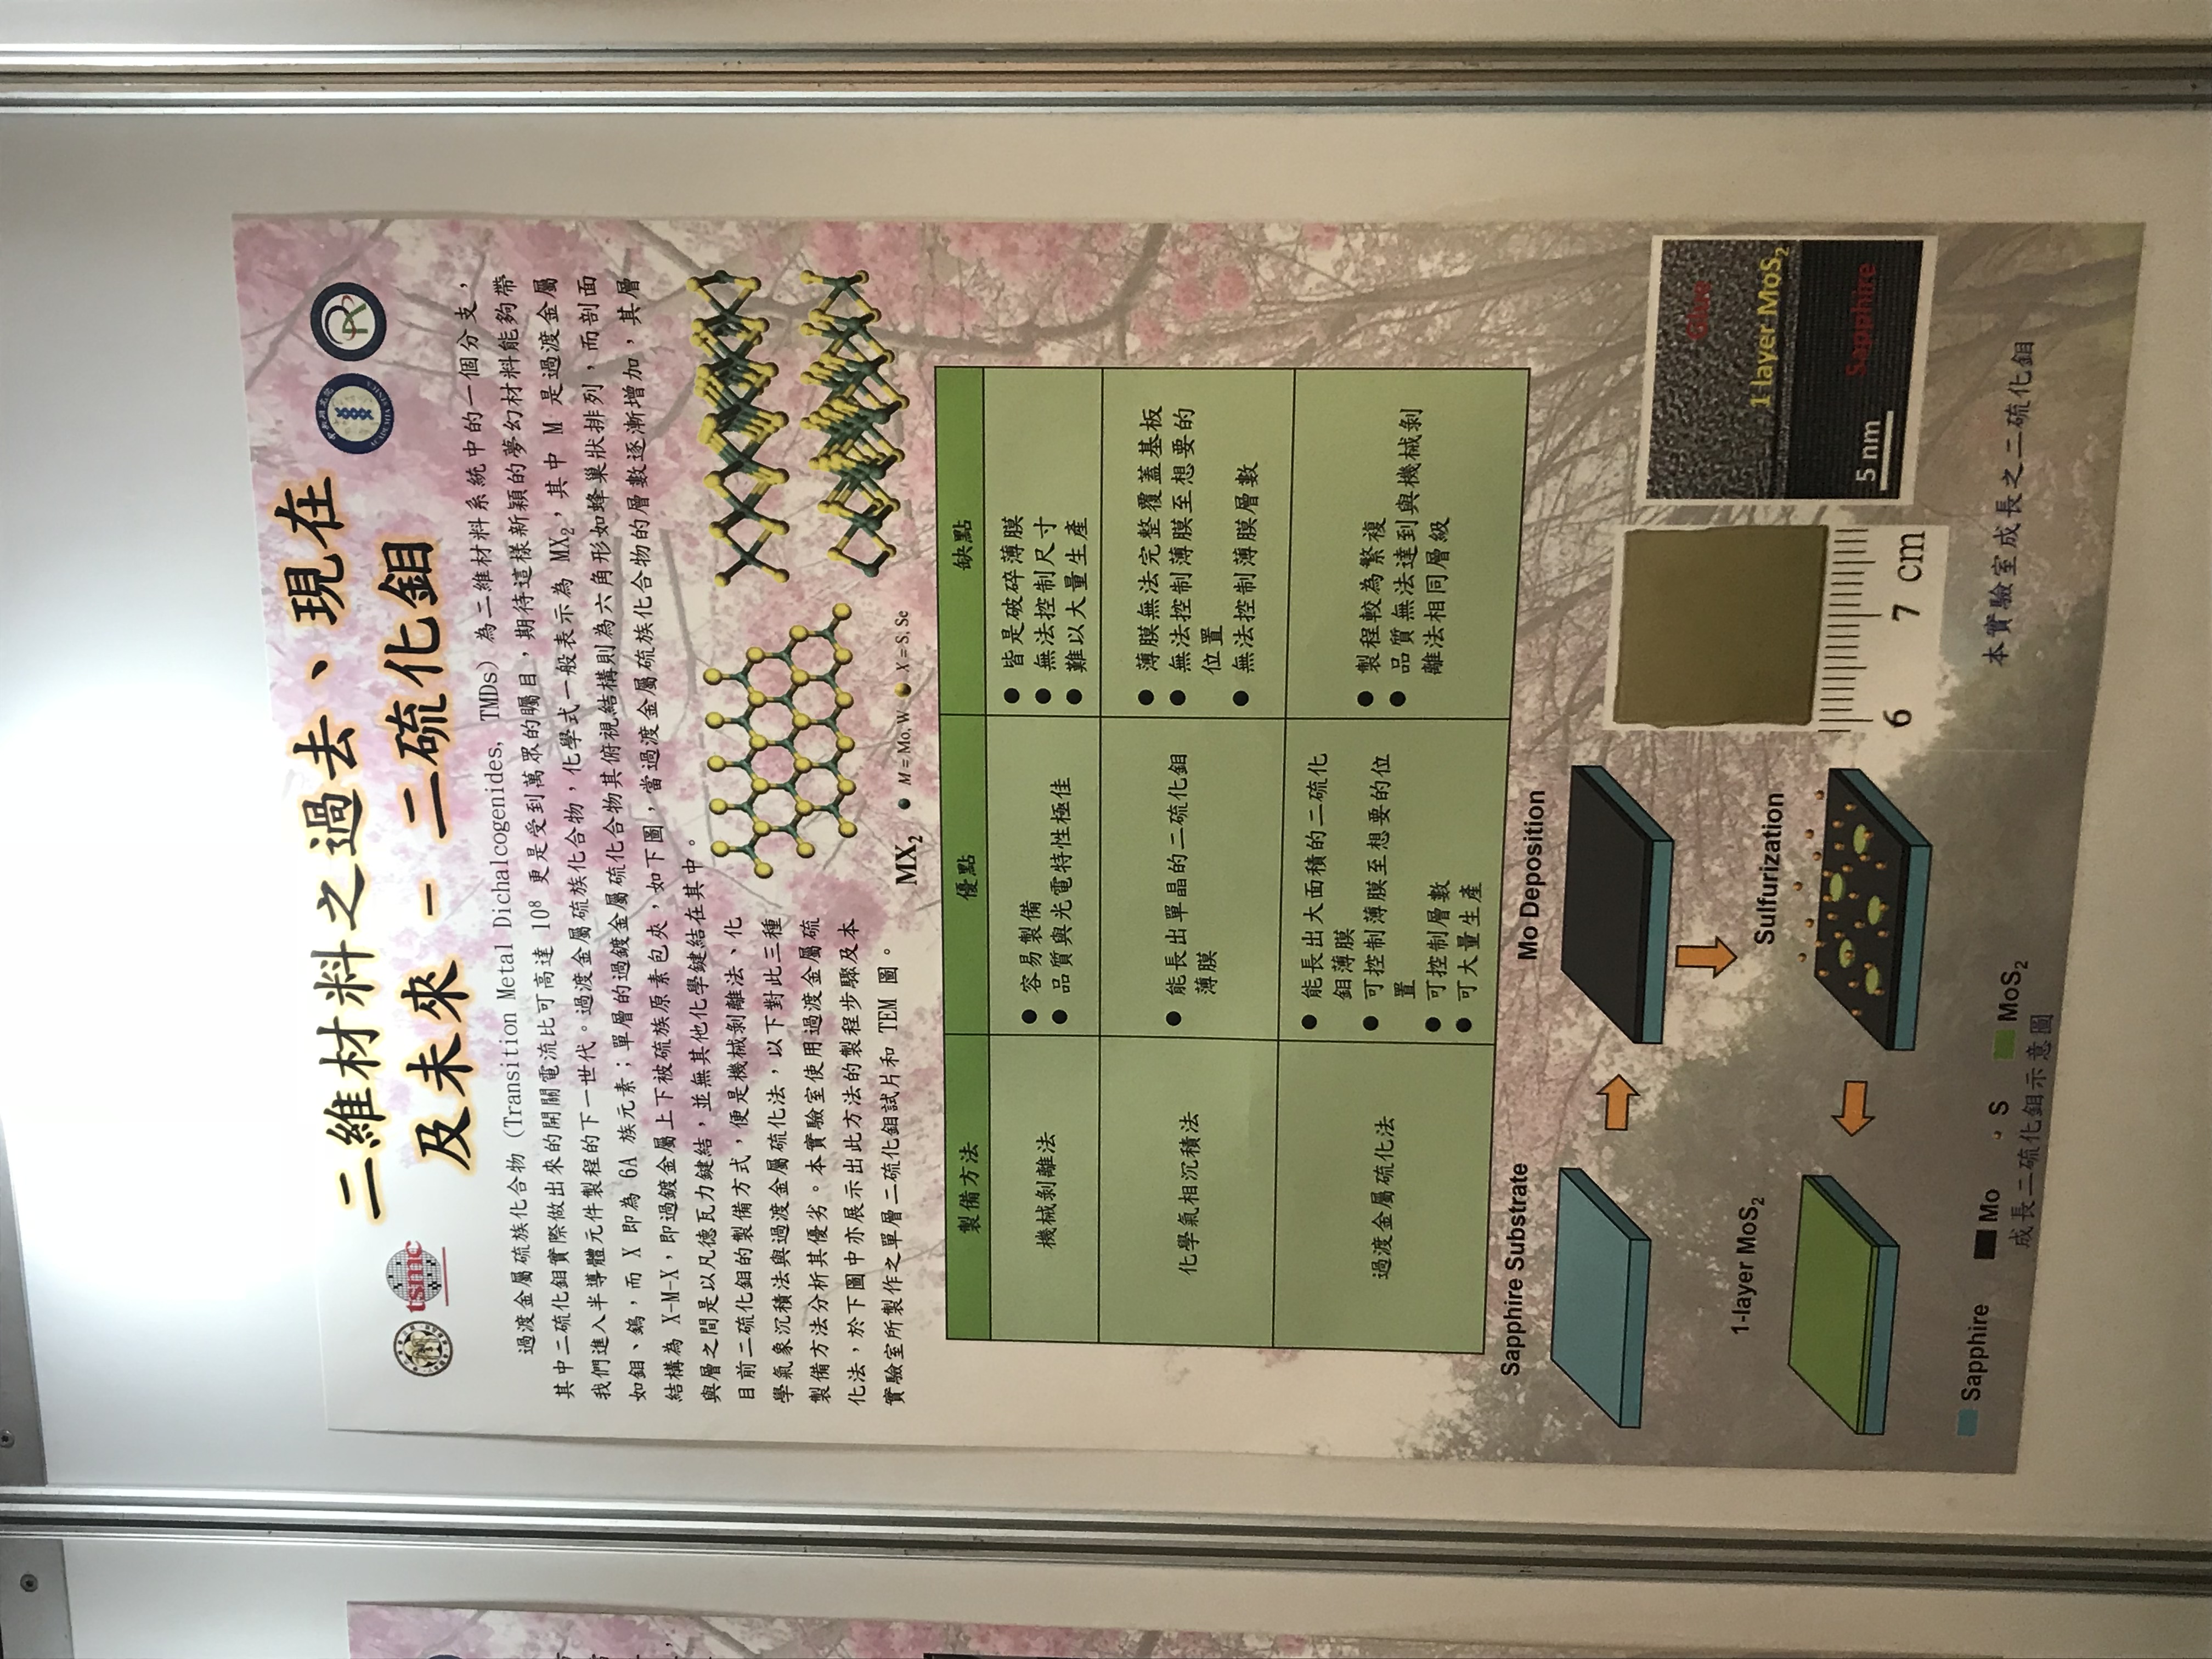 二維材料之過去、現在
及未來 - 二硫化鉬
tsmc
中央研究院
ACADEMIA SINICA
過渡金屬硫族化合物 (Transition Metal Dichalcogenides, TMDs) 為二維材料系統中的一個分支，
其中二硫化鉬實際做出來的開關電流比可高達 10⁸ 更是受到萬眾的矚目，期待這樣新穎的夢幻材料能夠帶
我們進入半導體元件製程的下一世代。過渡金屬硫族化合物，化學式一般表示為 MX₂，其中 M 是過渡金屬
如鉬、鎢，而 X 即為 6A 族元素；單層的過鍍金屬硫化合物其俯視結構則為六角形如蜂巢狀排列，而剖面
結構為 X-M-X，即過鍍金屬上下被硫族原素包夾，如下圖，當過渡金屬硫族化合物的層數逐漸增加，其層
與層之間是以凡德瓦力鍵結，並無其他化學鍵結在其中。
目前二硫化鉬的製備方式，便是機械剝離法、化
學氣象沉積法與過渡金屬硫化法，以下對此三種
製備方法分析其優劣。本實驗室使用過渡金屬硫
化法，於下圖中亦展示出此方法的製程步驟及本
實驗室所製作之單層二硫化鉬試片和 TEM 圖。
MX₂ M = Mo, W X = S, Se
製備方法 優點 缺點
機械剝離法
● 容易製備
● 品質與光電特性極佳
● 皆是破碎薄膜
● 無法控制尺寸
● 難以大量生產
化學氣相沉積法
● 能長出單晶的二硫化鉬
薄膜
● 薄膜無法完整覆蓋基板
● 無法控制薄膜至想要的
位置
● 無法控制薄膜層數
過渡金屬硫化法
● 能長出大面積的二硫化
鉬薄膜
● 可控制薄膜至想要的位
置
● 可控制層數
● 可大量生產
● 製程較為繁複
● 品質無法達到與機械剝
離法相同層級
Sapphire Substrate
Mo Deposition
1-layer MoS₂
Sulfurization
Sapphire Mo S MoS₂
成長二硫化鉬示意圖
6 7 cm
Glue
1 layer MoS₂
Sapphire
5 nm
本實驗室成長之二硫化鉬